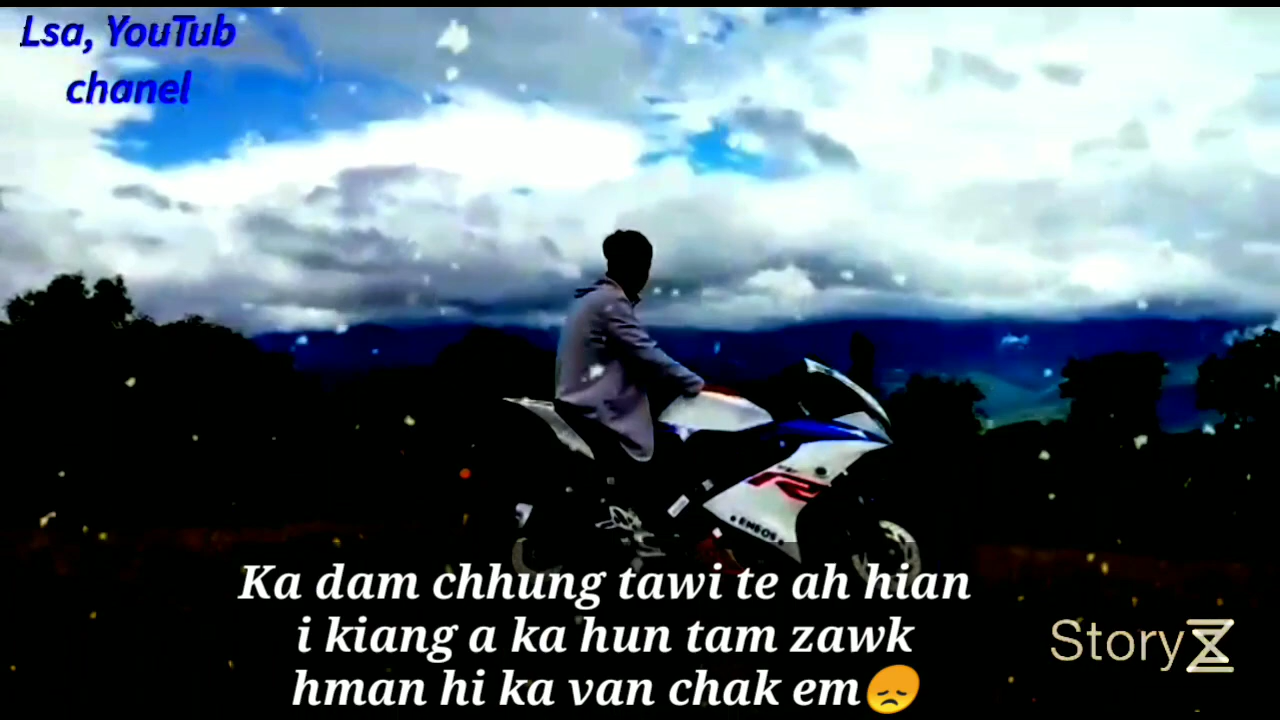 Lsa, YouTub
chanel
R
ENEOS
Ka dam chhung tawi te ah hian
i kiang a ka hun tam zawk
hman hi ka van chak em😞
Story